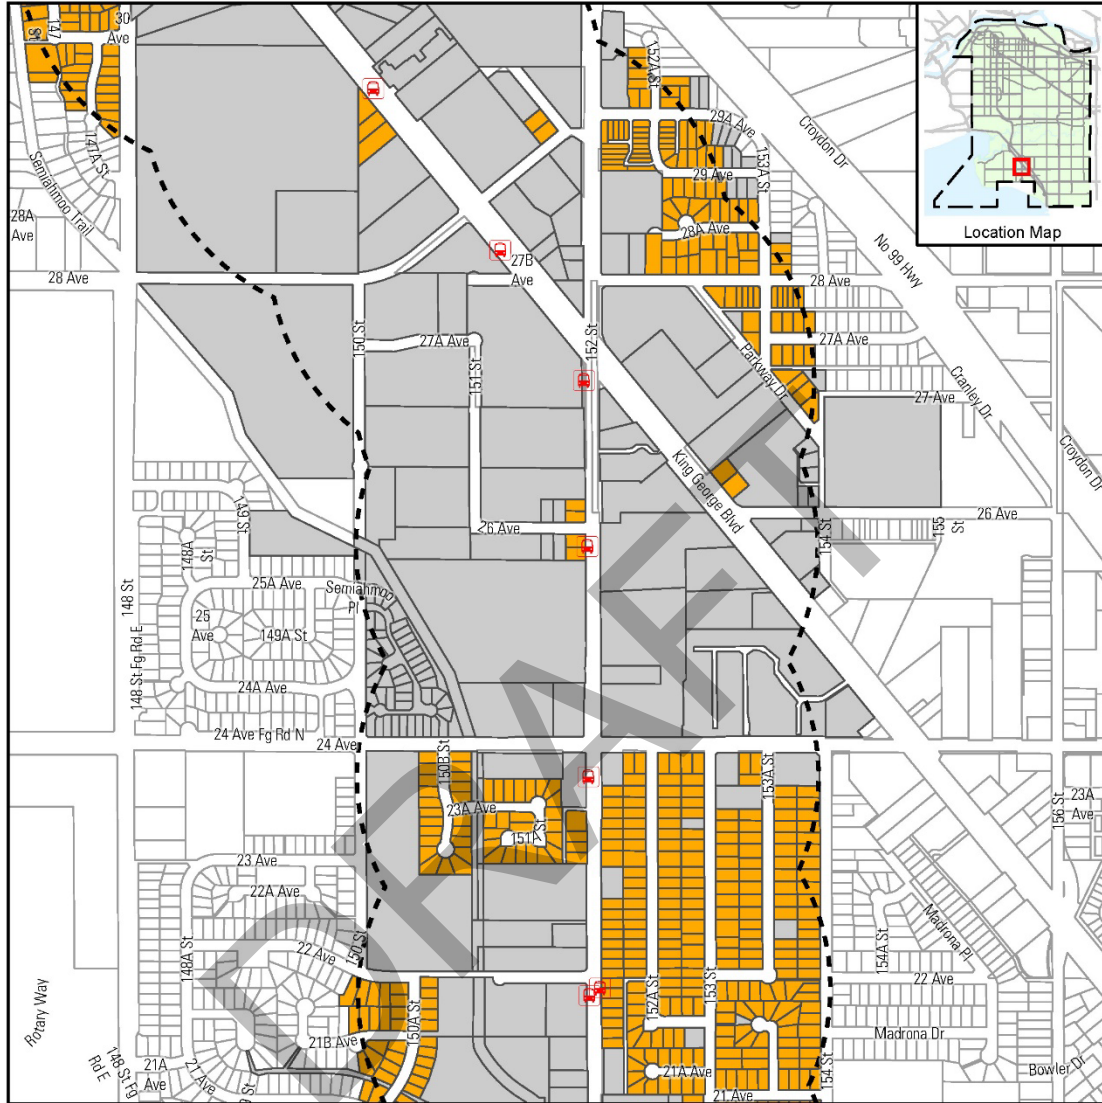 30
Ave
147
St
147A St
Semiahmoo Trail
28A
Ave
28 Ave
152A St
29A Ave
153A St
29 Ave
28A Ave
Croydon Dr
No 99 Hwy
Location Map
27B
Ave
28 Ave
150 St
27A Ave
151 St
152 St
Parkway Dr
27A Ave
27 Ave
Cranley Dr
Croydon Dr
King George Blvd
149 St
148A
St
26 Ave
154 St
155
St
26 Ave
148 St
25A Ave
Semiahmoo
Pl
25
Ave
149A St
148 St Fg Rd E
24A Ave
24 Ave Fg Rd N
24 Ave
150B St
153A St
23A Ave
151A St
156 St
23A
Ave
23 Ave
22A Ave
Madrona Pl
148A St
22 Ave
150 St
154A St
22 Ave
152A St
153 St
Rotary Way
150A St
21B Ave
Madrona Dr
148 St Fg
Rd E
21A
Ave
21 Ave
9 St
21A Ave
21 Ave
154 St
Bowler Dr
DRAFT